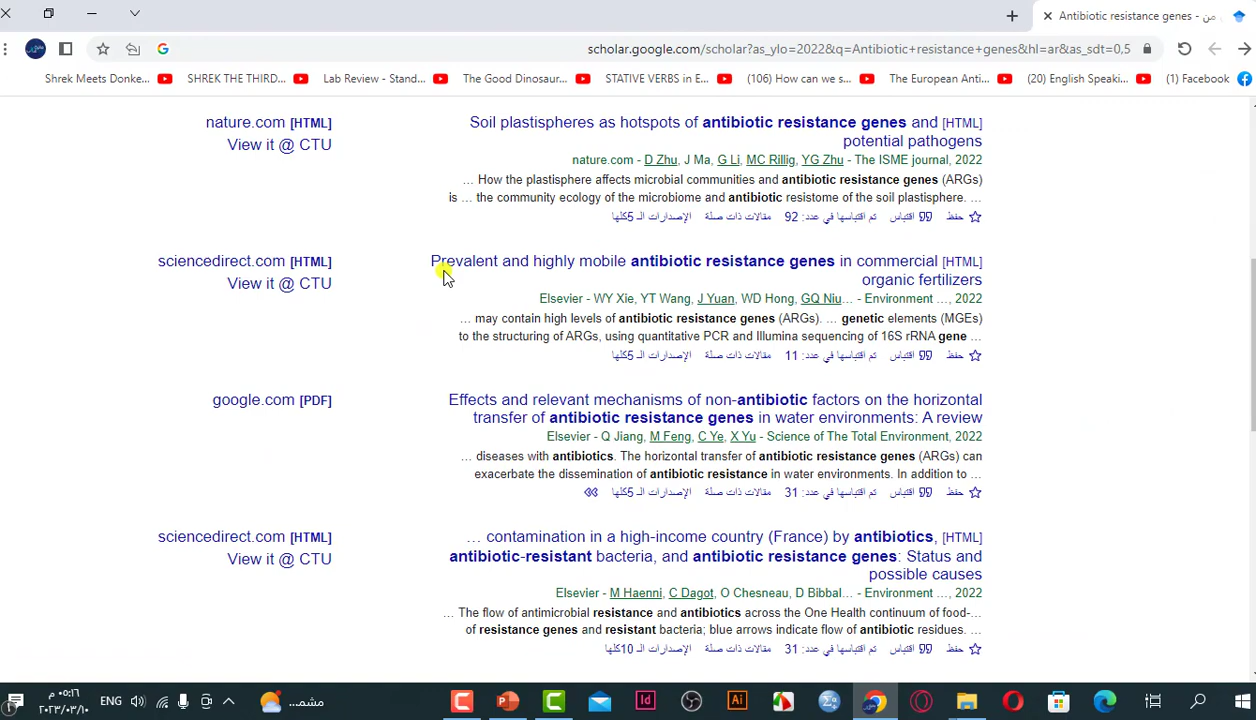 Antibiotic resistance genes - من
scholar.google.com/scholar?as_ylo=2022&q=Antibiotic+resistance+genes&hl=ar&as_sdt=0,5
Shrek Meets Donke... SHREK THE THIRD... Lab Review - Stand... The Good Dinosaur... STATIVE VERBS in E... (106) How can we s... The European Anti... (20) English Speaki... (1) Facebook
nature.com [HTML]
View it @ CTU
[HTML] Soil plastispheres as hotspots of antibiotic resistance genes and
potential pathogens
nature.com - D Zhu, J Ma, G Li, MC Rillig, YG Zhu - The ISME journal, 2022
... How the plastisphere affects microbial communities and antibiotic resistance genes (ARGs)
is ... the community ecology of the microbiome and antibiotic resistome of the soil plastisphere. ...
حفظ اقتباس تم اقتباسها في عدد: 92 مقالات ذات صلة الإصدارات الـ 5كلها
sciencedirect.com [HTML]
View it @ CTU
[HTML] Prevalent and highly mobile antibiotic resistance genes in commercial
organic fertilizers
Elsevier - WY Xie, YT Wang, J Yuan, WD Hong, GQ Niu... - Environment ..., 2022
... may contain high levels of antibiotic resistance genes (ARGs). ... genetic elements (MGEs)
to the structuring of ARGs, using quantitative PCR and Illumina sequencing of 16S rRNA gene ...
حفظ اقتباس تم اقتباسها في عدد: 11 مقالات ذات صلة الإصدارات الـ 5كلها
google.com [PDF]
Effects and relevant mechanisms of non-antibiotic factors on the horizontal
transfer of antibiotic resistance genes in water environments: A review
Elsevier - Q Jiang, M Feng, C Ye, X Yu - Science of The Total Environment, 2022
... diseases with antibiotics. The horizontal transfer of antibiotic resistance genes (ARGs) can
exacerbate the dissemination of antibiotic resistance in water environments. In addition to ...
حفظ اقتباس تم اقتباسها في عدد: 31 مقالات ذات صلة الإصدارات الـ 5كلها
sciencedirect.com [HTML]
View it @ CTU
[HTML] ... contamination in a high-income country (France) by antibiotics,
antibiotic-resistant bacteria, and antibiotic resistance genes: Status and
possible causes
Elsevier - M Haenni, C Dagot, O Chesneau, D Bibbal... - Environment ..., 2022
... The flow of antimicrobial resistance and antibiotics across the One Health continuum of food-...
of resistance genes and resistant bacteria; blue arrows indicate flow of antibiotic residues. ...
حفظ اقتباس تم اقتباسها في عدد: 31 مقالات ذات صلة الإصدارات الـ 10كلها
٠٥:١٦ م
٢٠٢٣/٠٣/١٠
ENG
مشمـ...